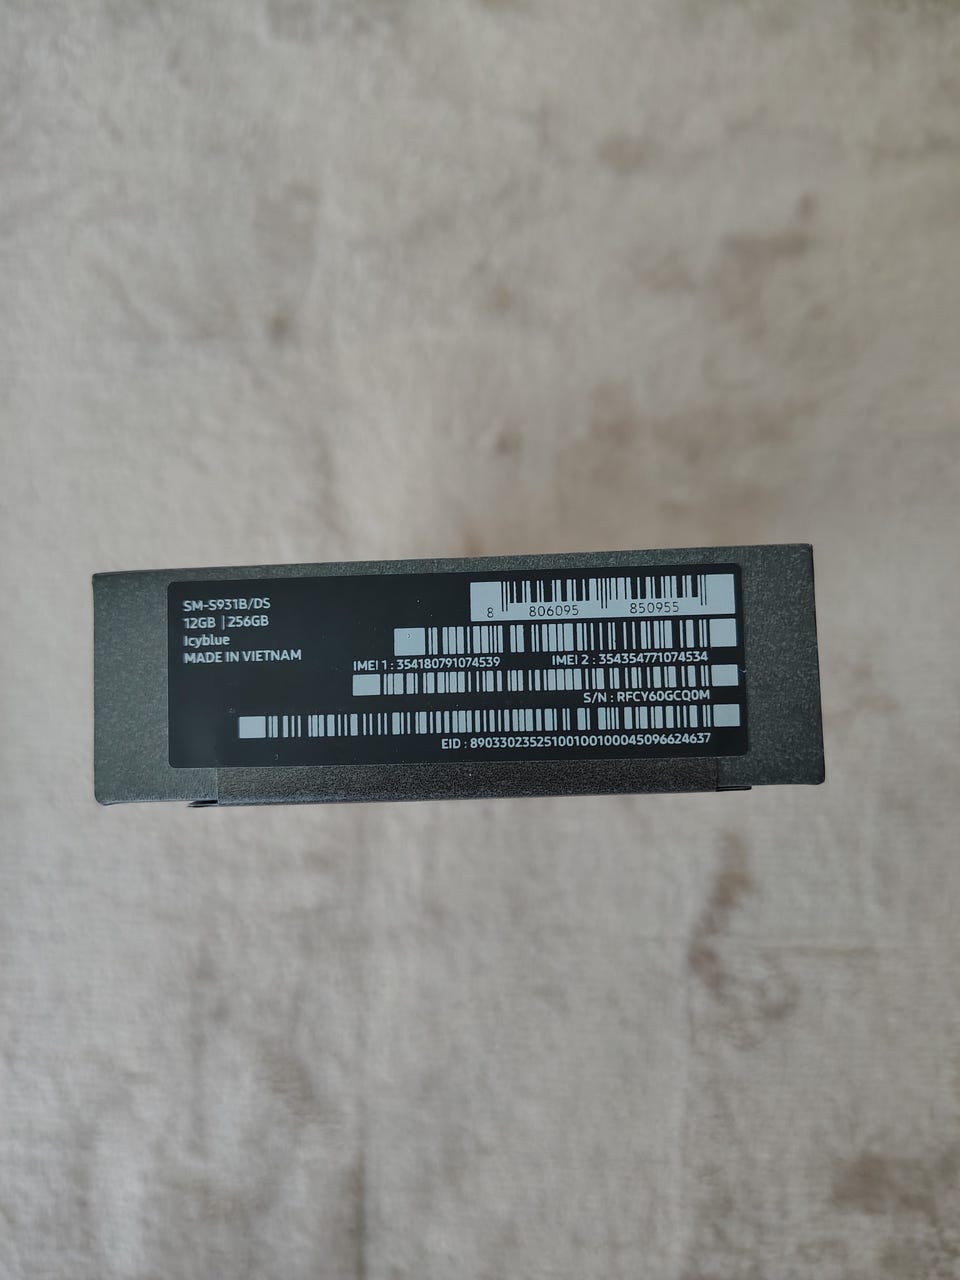 SM-S931B/DS
12GB | 256GB
Icyblue
MADE IN VIETNAM
8 806095 850955
IMEI 1 : 354180791074539 IMEI 2 : 354354771074534
S/N : RFCY60GCQ0M
EID : 89033023525100100100045096624637